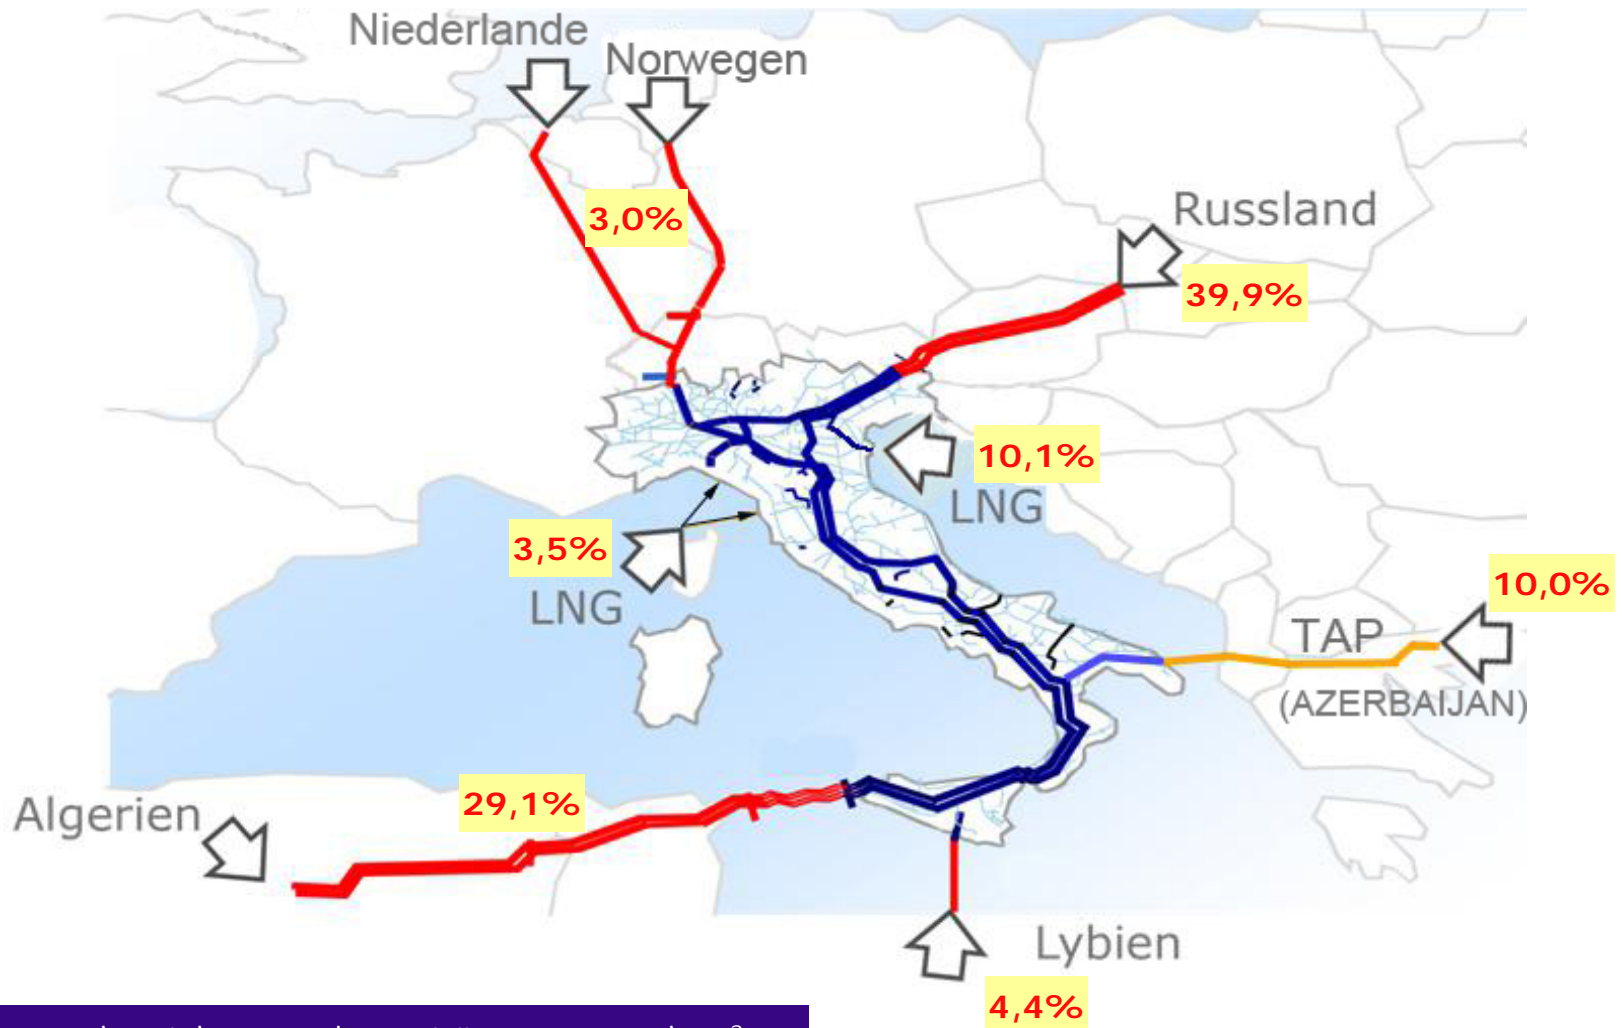 Niederlande
Norwegen
3,0%
Russland
39,9%
10,1%
LNG
3,5%
LNG
10,0%
TAP
(AZERBAIJAN)
29,1%
Algerien
Lybien
4,4%